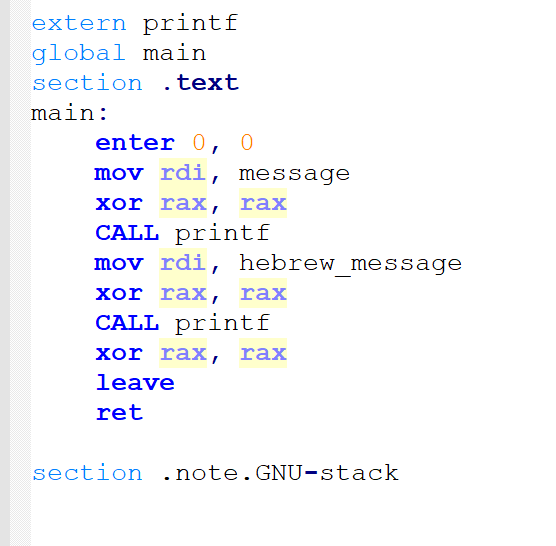 extern printf
global main
section .text
main:
    enter 0, 0
    mov rdi, message
    xor rax, rax
    CALL printf
    mov rdi, hebrew_message
    xor rax, rax
    CALL printf
    xor rax, rax
    leave
    ret
section .note.GNU-stack